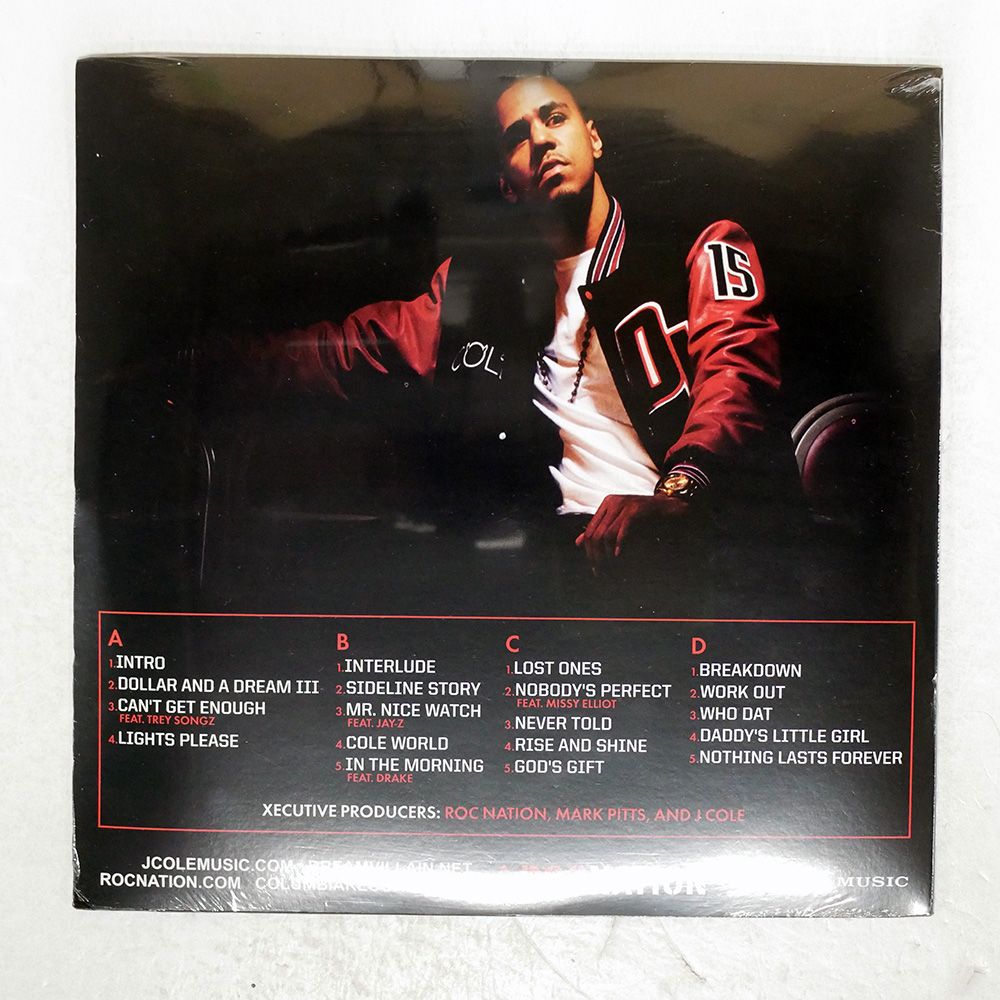 15
COL
D
A
1.INTRO
2.DOLLAR AND A DREAM III
3.CAN'T GET ENOUGH
FEAT. TREY SONGZ
4.LIGHTS PLEASE
B
1.INTERLUDE
2.SIDELINE STORY
3.MR. NICE WATCH
FEAT. JAY-Z
4.COLE WORLD
5.IN THE MORNING
FEAT. DRAKE
C
1.LOST ONES
2.NOBODY'S PERFECT
FEAT. MISSY ELLIOT
3.NEVER TOLD
4.RISE AND SHINE
5.GOD'S GIFT
D
1.BREAKDOWN
2.WORK OUT
3.WHO DAT
4.DADDY'S LITTLE GIRL
5.NOTHING LASTS FOREVER
XECUTIVE PRODUCERS: ROC NATION, MARK PITTS, AND J. COLE
JCOLEMUSIC.COM DREAMVILLAIN.NET
ROCNATION.COM
NATION
MUSIC